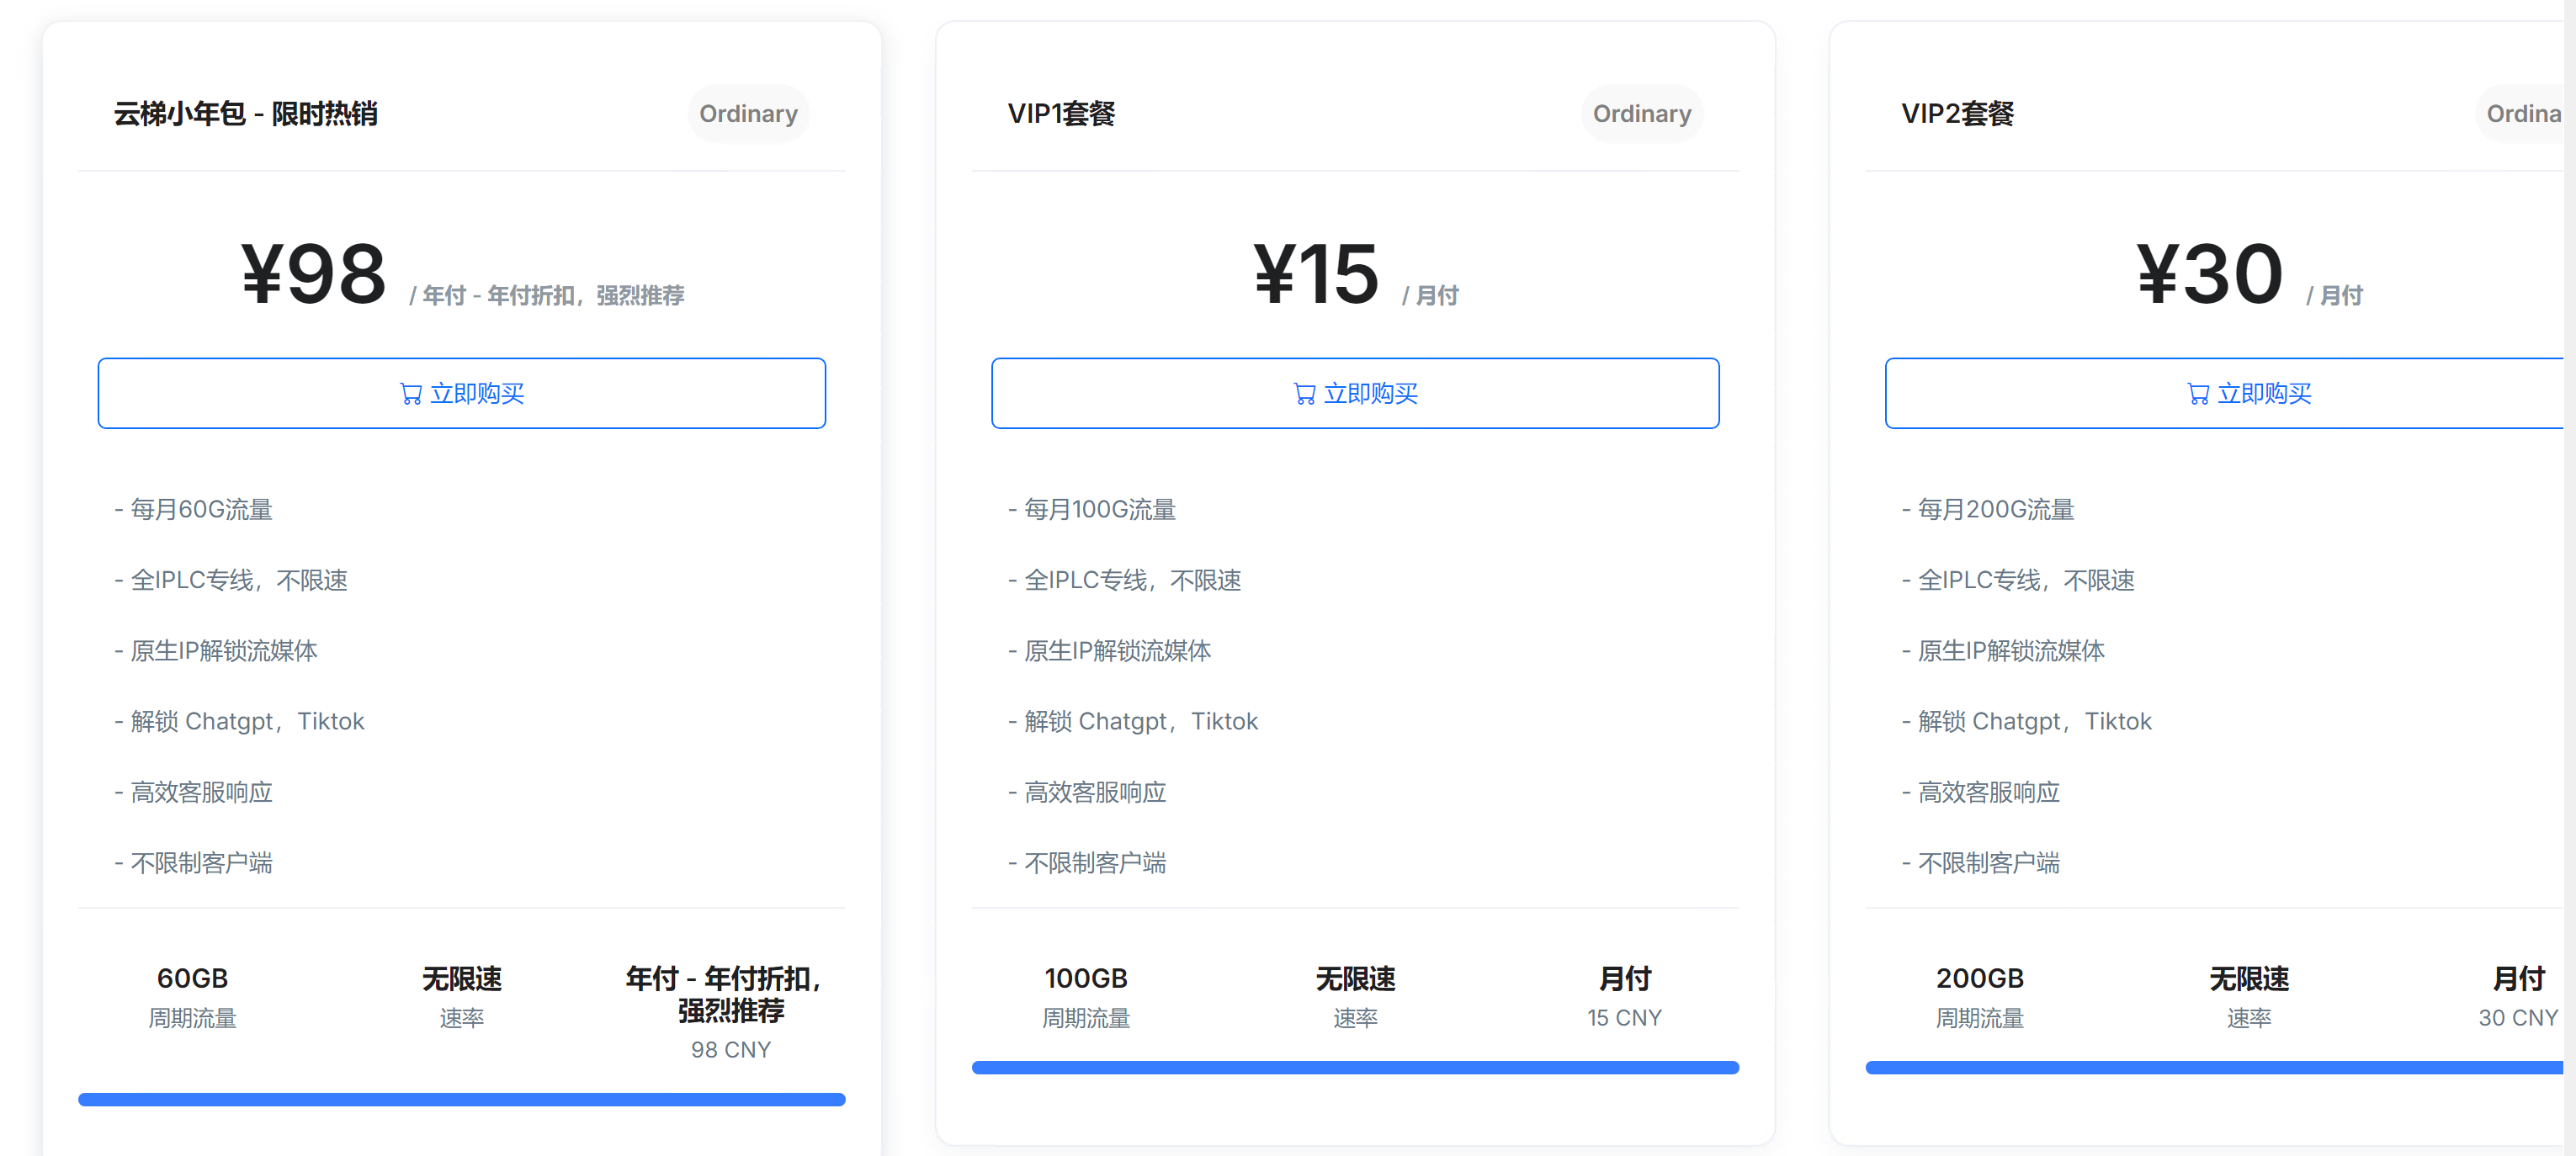 云梯小年包 - 限时热销
Ordinary
¥98 / 年付 - 年付折扣，强烈推荐
立即购买
- 每月60G流量
- 全IPLC专线，不限速
- 原生IP解锁流媒体
- 解锁 Chatgpt，Tiktok
- 高效客服响应
- 不限制客户端
60GB
周期流量
无限速
速率
年付 - 年付折扣，
强烈推荐
98 CNY
VIP1套餐
Ordinary
¥15 / 月付
立即购买
- 每月100G流量
- 全IPLC专线，不限速
- 原生IP解锁流媒体
- 解锁 Chatgpt，Tiktok
- 高效客服响应
- 不限制客户端
100GB
周期流量
无限速
速率
月付
15 CNY
VIP2套餐
Ordina
¥30 / 月付
立即购买
- 每月200G流量
- 全IPLC专线，不限速
- 原生IP解锁流媒体
- 解锁 Chatgpt，Tiktok
- 高效客服响应
- 不限制客户端
200GB
周期流量
无限速
速率
月付
30 CNY